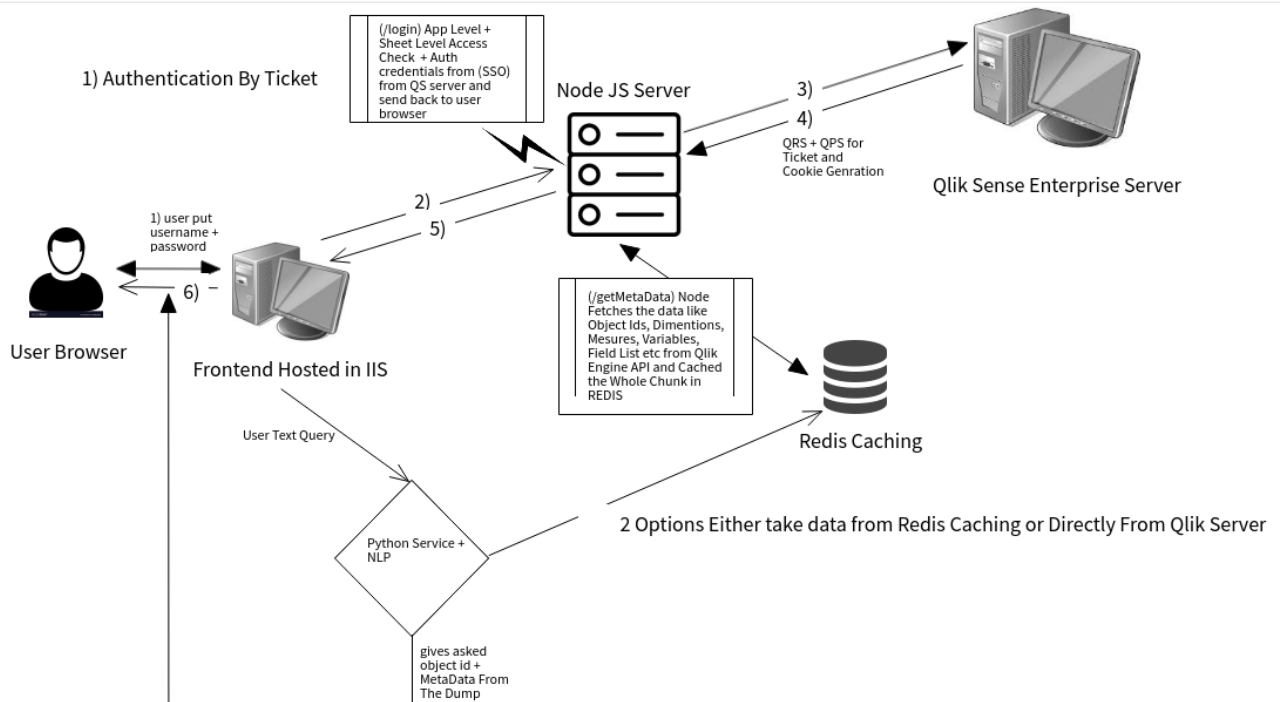 1) Authentication By Ticket
(/login) App Level +
Sheet Level Access
Check + Auth
credentials from (SSO)
from QS server and
send back to user
browser
Node JS Server
3)
4)
QRS + QPS for
Ticket and
Cookie Genration
Qlik Sense Enterprise Server
2)
5)
1) user put
username +
password
6)
User Browser
Frontend Hosted in IIS
(/getMetaData) Node
Fetches the data like
Object Ids, Dimentions,
Mesures, Variables,
Field List etc from Qlik
Engine API and Cached
the Whole Chunk in
REDIS
Redis Caching
User Text Query
2 Options Either take data from Redis Caching or Directly From Qlik Server
Python Service +
NLP
gives asked
object id +
MetaData From
The Dump